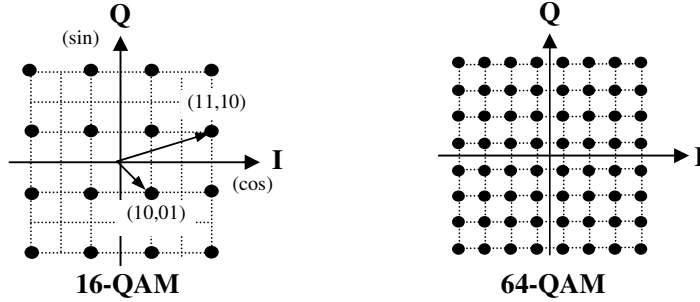 Q
(sin)
(11,10)
I
(cos)
(10,01)
16-QAM
Q
I
64-QAM